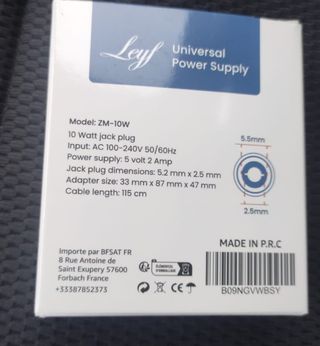 Leyf
Universal
Power Supply
Model: ZM-10W
10 Watt jack plug
Input: AC 100-240V 50/60Hz
Power supply: 5 volt 2 Amp
Jack plug dimensions: 5.2 mm x 2.5 mm
Adapter size: 33 mm x 87 mm x 47 mm
Cable length: 115 cm
5.5mm
2.5mm
MADE IN P.R.C
Importe par BFSAT FR
8 Rue Antoine de
Saint Exupery 57600
Forbach France
+33387852373
CE
B09NGVWBSY